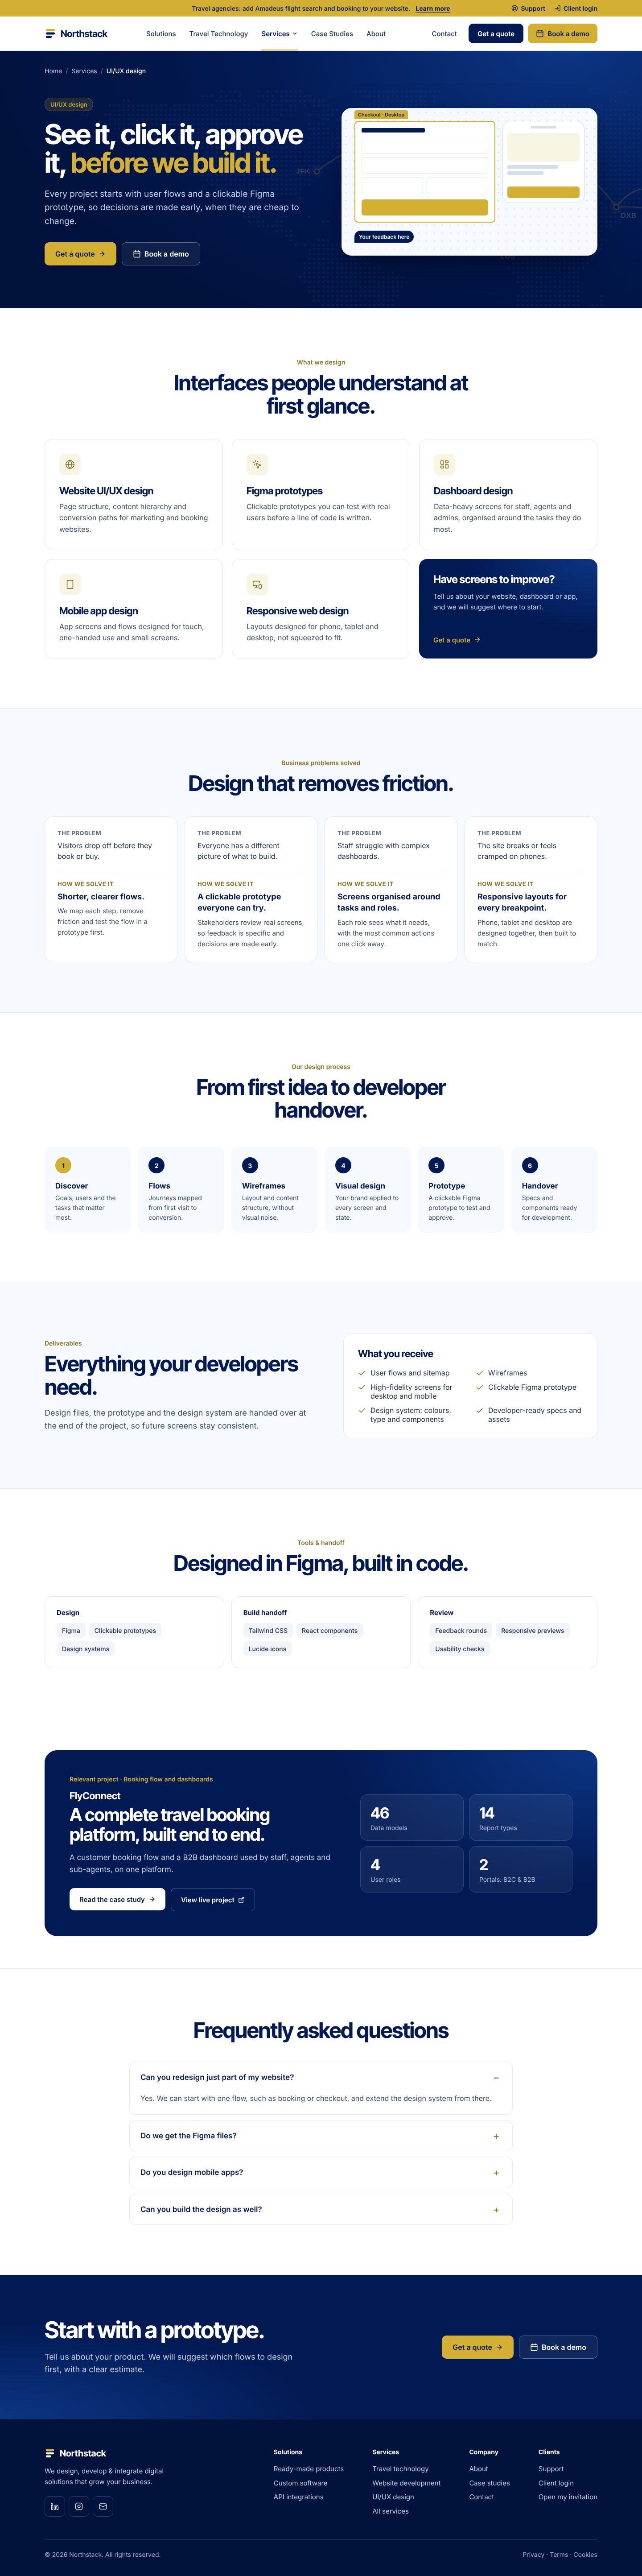 Travel agencies: add Amadeus flight search and booking to your website. Learn more
Support
Client login
Northstack
Solutions
Travel Technology
Services
Case Studies
About
Contact
Get a quote
Book a demo
Home / Services / UI/UX design
UI/UX design
See it, click it, approve
it, before we build it.
Every project starts with user flows and a clickable Figma
prototype, so decisions are made early, when they are cheap to
change.
Get a quote
Book a demo
JFK
Checkout · Desktop
Your feedback here
DXB
What we design
Interfaces people understand at
first glance.
Website UI/UX design
Page structure, content hierarchy and
conversion paths for marketing and booking
websites.
Figma prototypes
Clickable prototypes you can test with real
users before a line of code is written.
Dashboard design
Data-heavy screens for staff, agents and
admins, organised around the tasks they do
most.
Mobile app design
App screens and flows designed for touch,
one-handed use and small screens.
Responsive web design
Layouts designed for phone, tablet and
desktop, not squeezed to fit.
Have screens to improve?
Tell us about your website, dashboard or app,
and we will suggest where to start.
Get a quote
Business problems solved
Design that removes friction.
THE PROBLEM
Visitors drop off before they
book or buy.
HOW WE SOLVE IT
Shorter, clearer flows.
We map each step, remove
friction and test the flow in a
prototype first.
THE PROBLEM
Everyone has a different
picture of what to build.
HOW WE SOLVE IT
A clickable prototype
everyone can try.
Stakeholders review real screens,
so feedback is specific and
decisions are made early.
THE PROBLEM
Staff struggle with complex
dashboards.
HOW WE SOLVE IT
Screens organised around
tasks and roles.
Each role sees what it needs,
with the most common actions
one click away.
THE PROBLEM
The site breaks or feels
cramped on phones.
HOW WE SOLVE IT
Responsive layouts for
every breakpoint.
Phone, tablet and desktop are
designed together, then built to
match.
Our design process
From first idea to developer
handover.
1
Discover
Goals, users and the
tasks that matter
most.
2
Flows
Journeys mapped
from first visit to
conversion.
3
Wireframes
Layout and content
structure, without
visual noise.
4
Visual design
Your brand applied to
every screen and
state.
5
Prototype
A clickable Figma
prototype to test and
approve.
6
Handover
Specs and
components ready
for development.
Deliverables
Everything your developers
need.
Design files, the prototype and the design system are handed over at
the end of the project, so future screens stay consistent.
What you receive
User flows and sitemap
Wireframes
High-fidelity screens for
desktop and mobile
Clickable Figma prototype
Design system: colours,
type and components
Developer-ready specs and
assets
Tools & handoff
Designed in Figma, built in code.
Design
Figma
Clickable prototypes
Design systems
Build handoff
Tailwind CSS
React components
Lucide icons
Review
Feedback rounds
Responsive previews
Usability checks
Relevant project · Booking flow and dashboards
FlyConnect
A complete travel booking
platform, built end to end.
A customer booking flow and a B2B dashboard used by staff, agents and
sub-agents, on one platform.
Read the case study
View live project
46
Data models
14
Report types
4
User roles
2
Portals: B2C & B2B
Frequently asked questions
Can you redesign just part of my website?
Yes. We can start with one flow, such as booking or checkout, and extend the design system from there.
Do we get the Figma files?
Do you design mobile apps?
Can you build the design as well?
Start with a prototype.
Tell us about your product. We will suggest which flows to design
first, with a clear estimate.
Get a quote
Book a demo
Northstack
We design, develop & integrate digital
solutions that grow your business.
Solutions
Ready-made products
Custom software
API integrations
Services
Travel technology
Website development
UI/UX design
All services
Company
About
Case studies
Contact
Clients
Support
Client login
Open my invitation
© 2026 Northstack. All rights reserved.
Privacy · Terms · Cookies